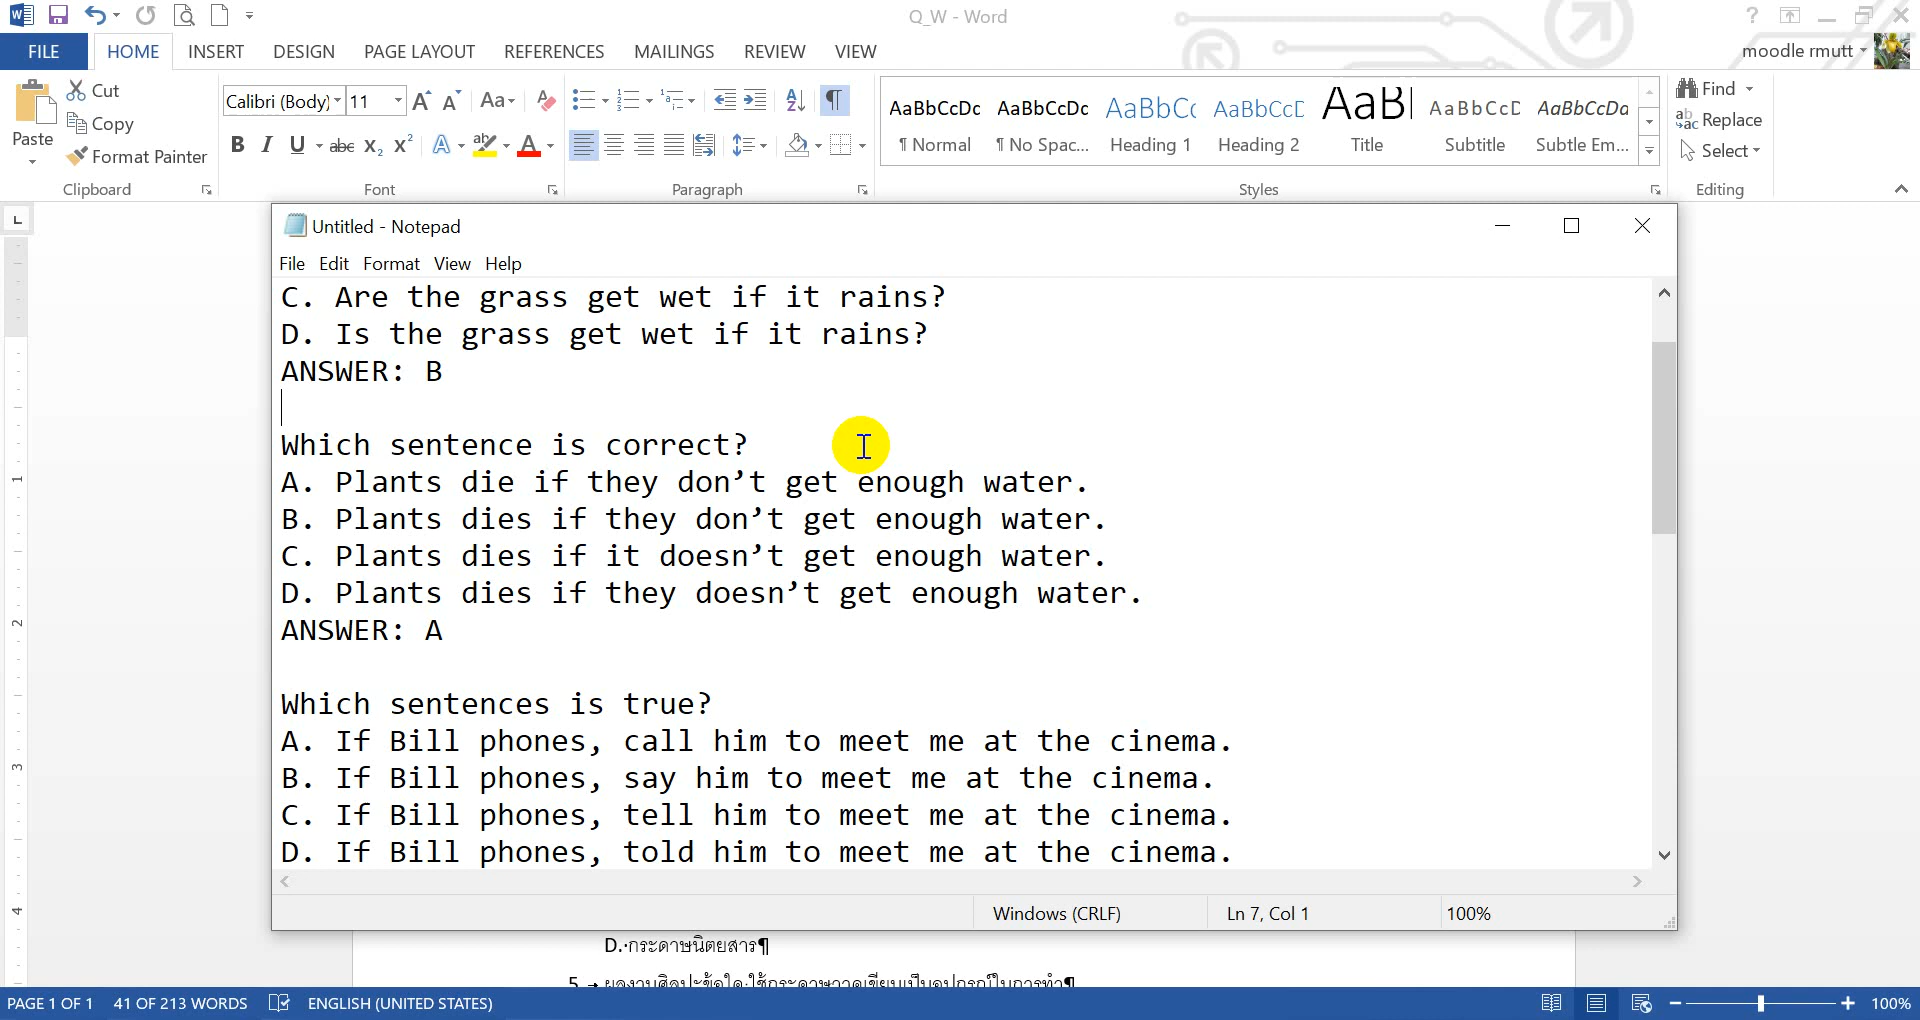 Q_W - Word
?
FILE HOME INSERT DESIGN PAGE LAYOUT REFERENCES MAILINGS REVIEW VIEW
moodle rmutt
Paste
Cut
Copy
Format Painter
Clipboard
Calibri (Body) 11
Font
Paragraph
AaBbCcDc AaBbCcDc AaBbCc AaBbCcD AaBl AaBbCcD AaBbCcDa
¶ Normal ¶ No Spac... Heading 1 Heading 2 Title Subtitle Subtle Em...
Styles
Find
Replace
Select
Editing
Untitled - Notepad
File Edit Format View Help
C. Are the grass get wet if it rains?
D. Is the grass get wet if it rains?
ANSWER: B
Which sentence is correct?
A. Plants die if they don’t get enough water.
B. Plants dies if they don’t get enough water.
C. Plants dies if it doesn’t get enough water.
D. Plants dies if they doesn’t get enough water.
ANSWER: A
Which sentences is true?
A. If Bill phones, call him to meet me at the cinema.
B. If Bill phones, say him to meet me at the cinema.
C. If Bill phones, tell him to meet me at the cinema.
D. If Bill phones, told him to meet me at the cinema.
Windows (CRLF) Ln 7, Col 1 100%
1
2
3
4
D.·กระดาษนิตยสาร¶
PAGE 1 OF 1 41 OF 213 WORDS ENGLISH (UNITED STATES) 100%